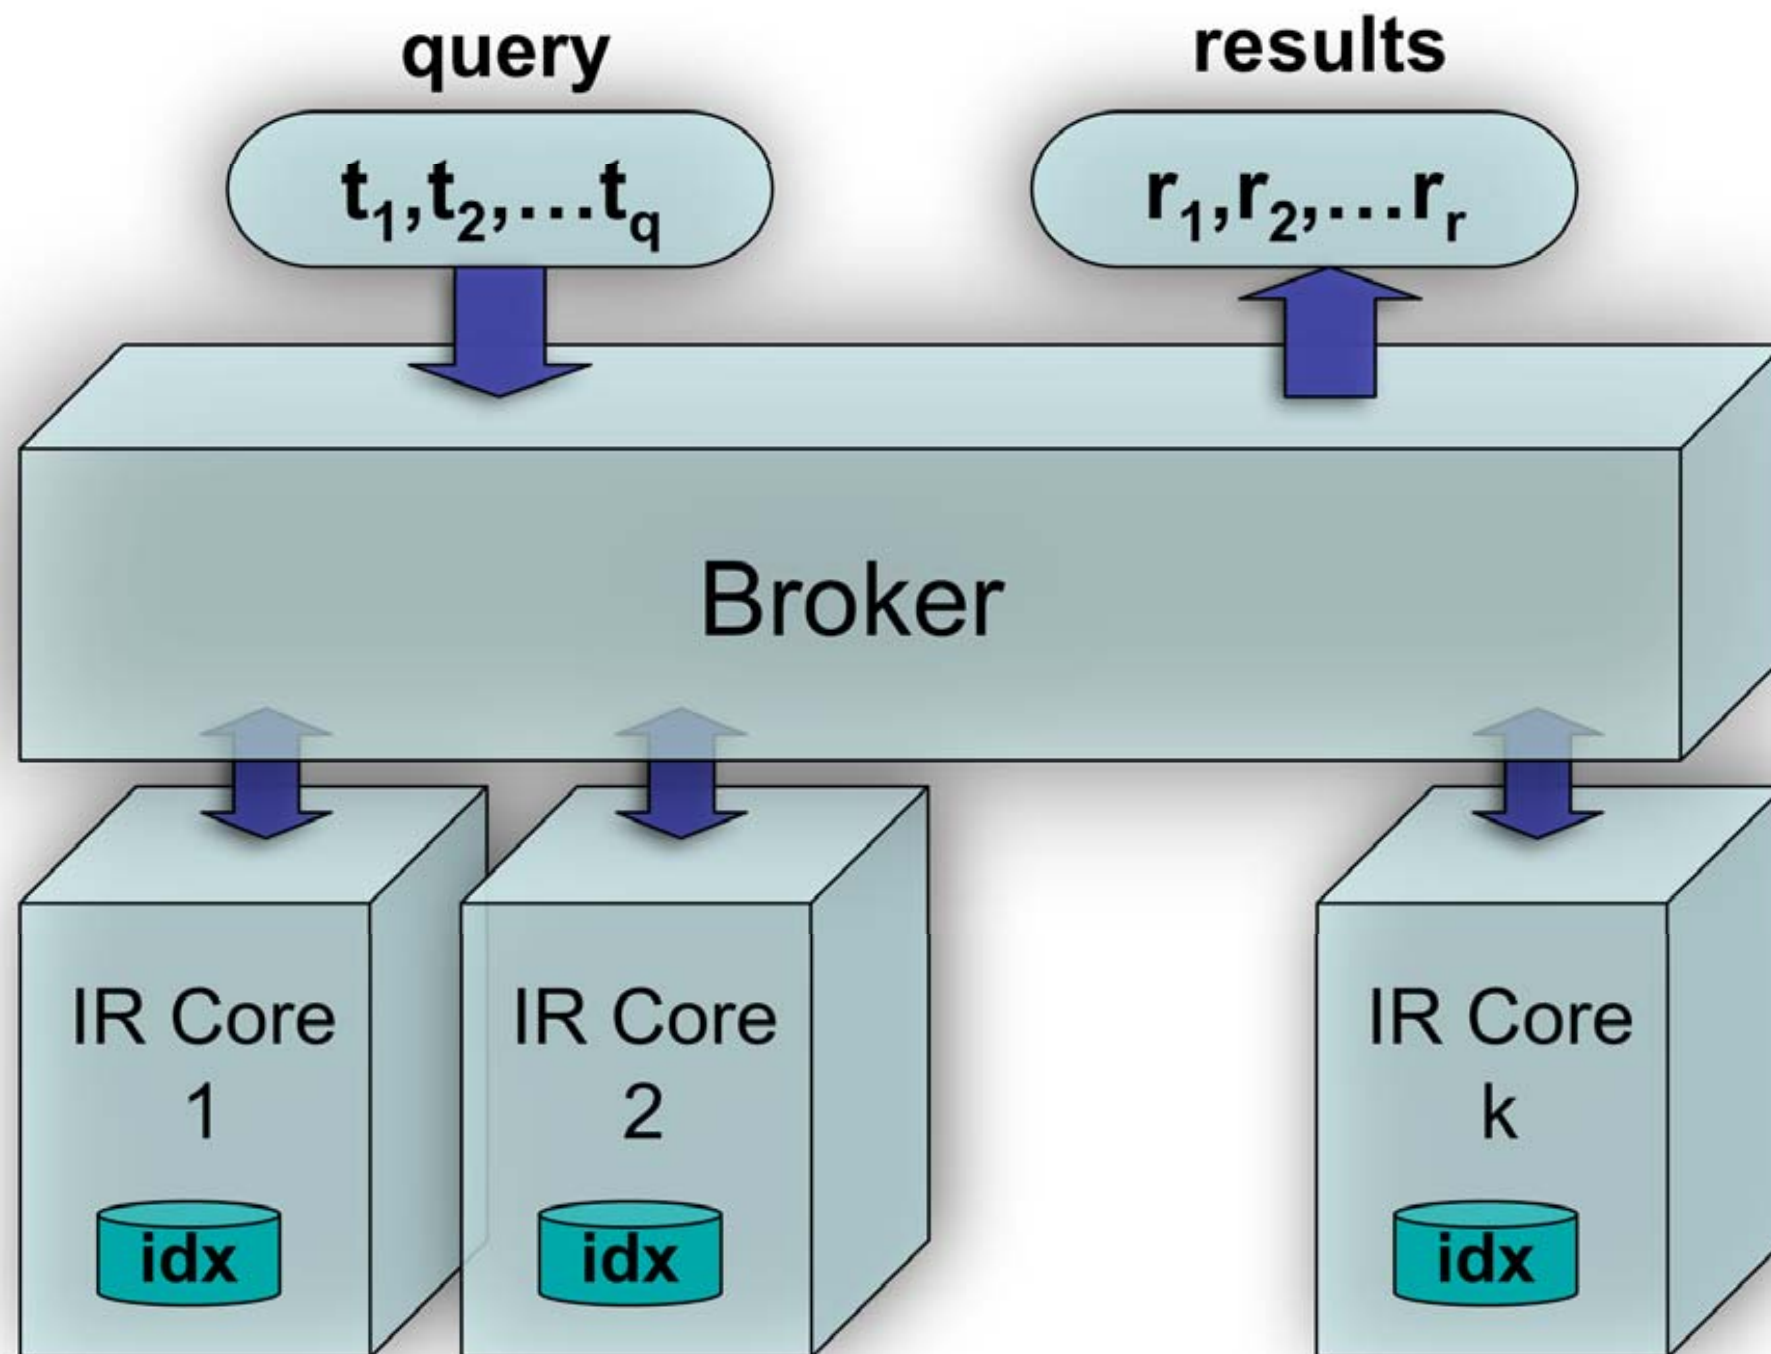 query
results
t₁,t₂,…t_q
r₁,r₂,…rᵣ
Broker
IR Core
1
IR Core
2
IR Core
k
idx
idx
idx